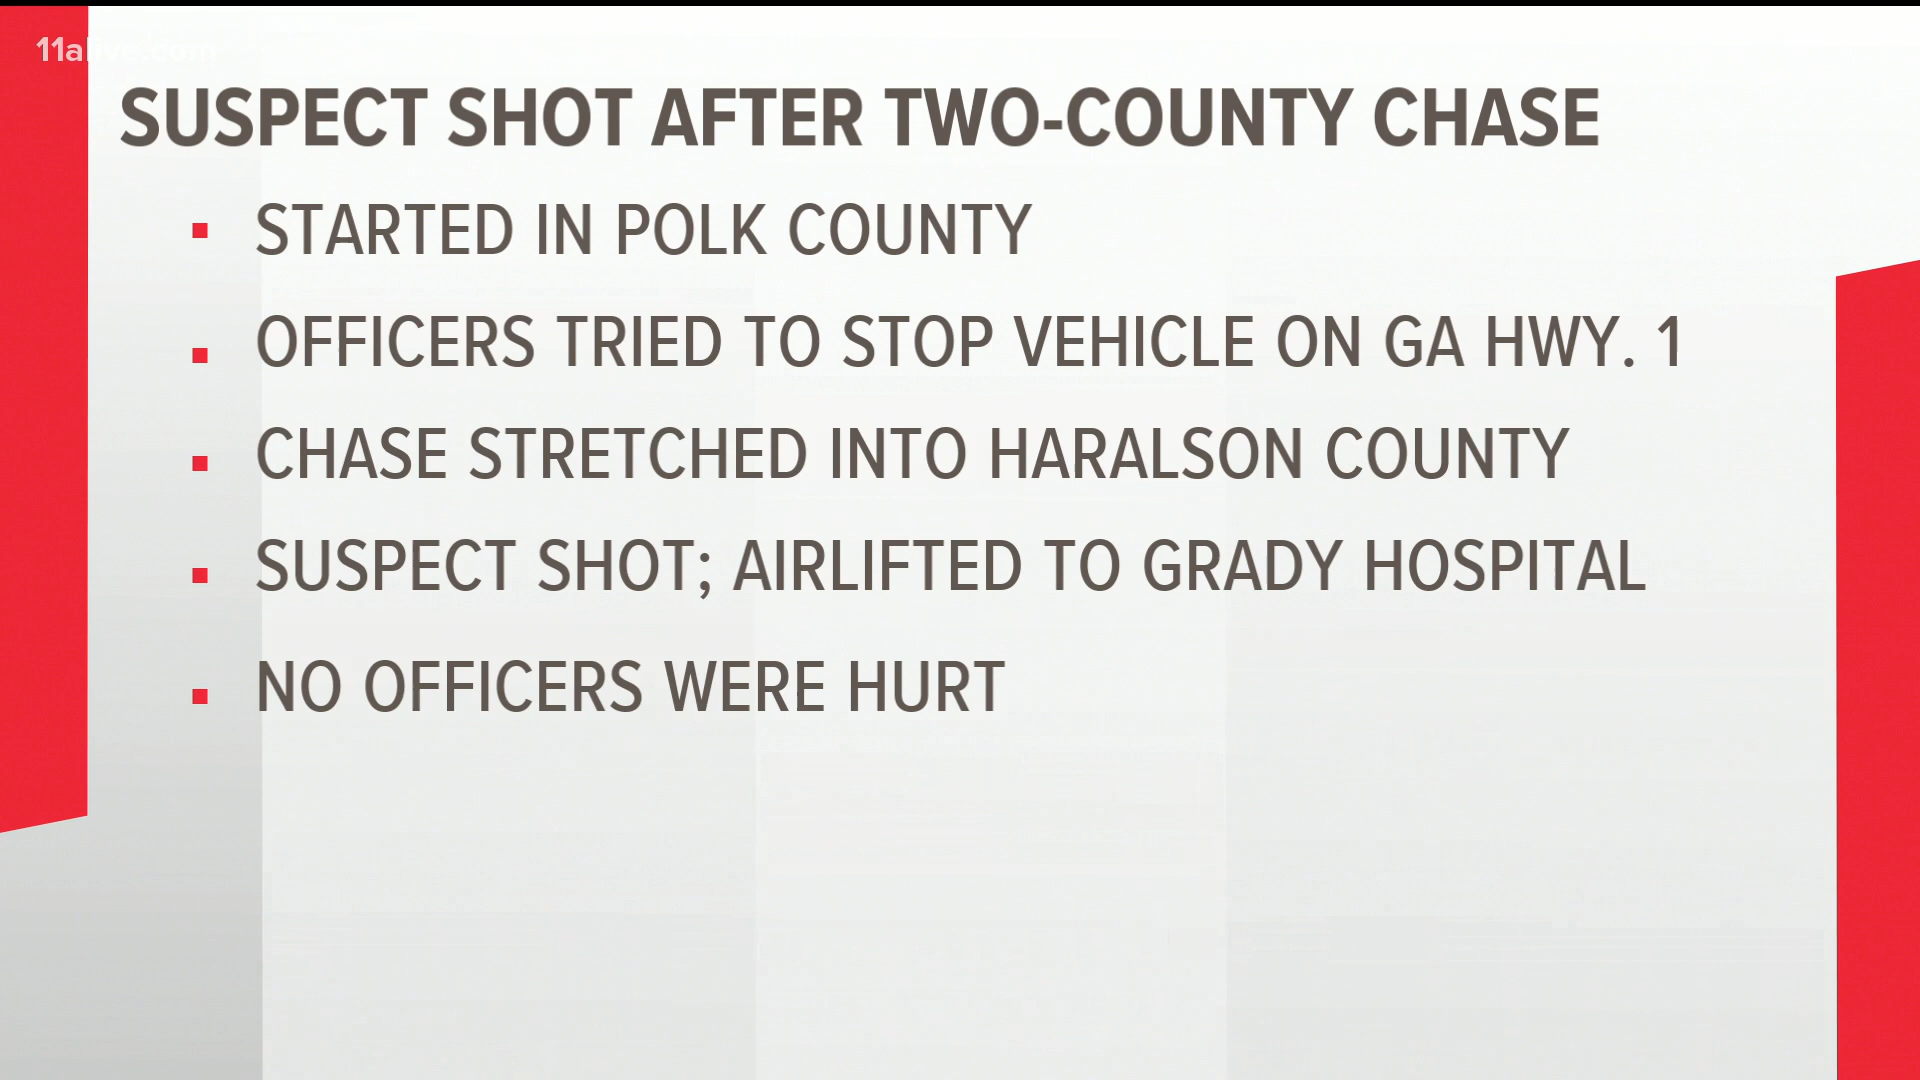 11alive.com
SUSPECT SHOT AFTER TWO-COUNTY CHASE
STARTED IN POLK COUNTY
OFFICERS TRIED TO STOP VEHICLE ON GA HWY. 1
CHASE STRETCHED INTO HARALSON COUNTY
SUSPECT SHOT; AIRLIFTED TO GRADY HOSPITAL
NO OFFICERS WERE HURT